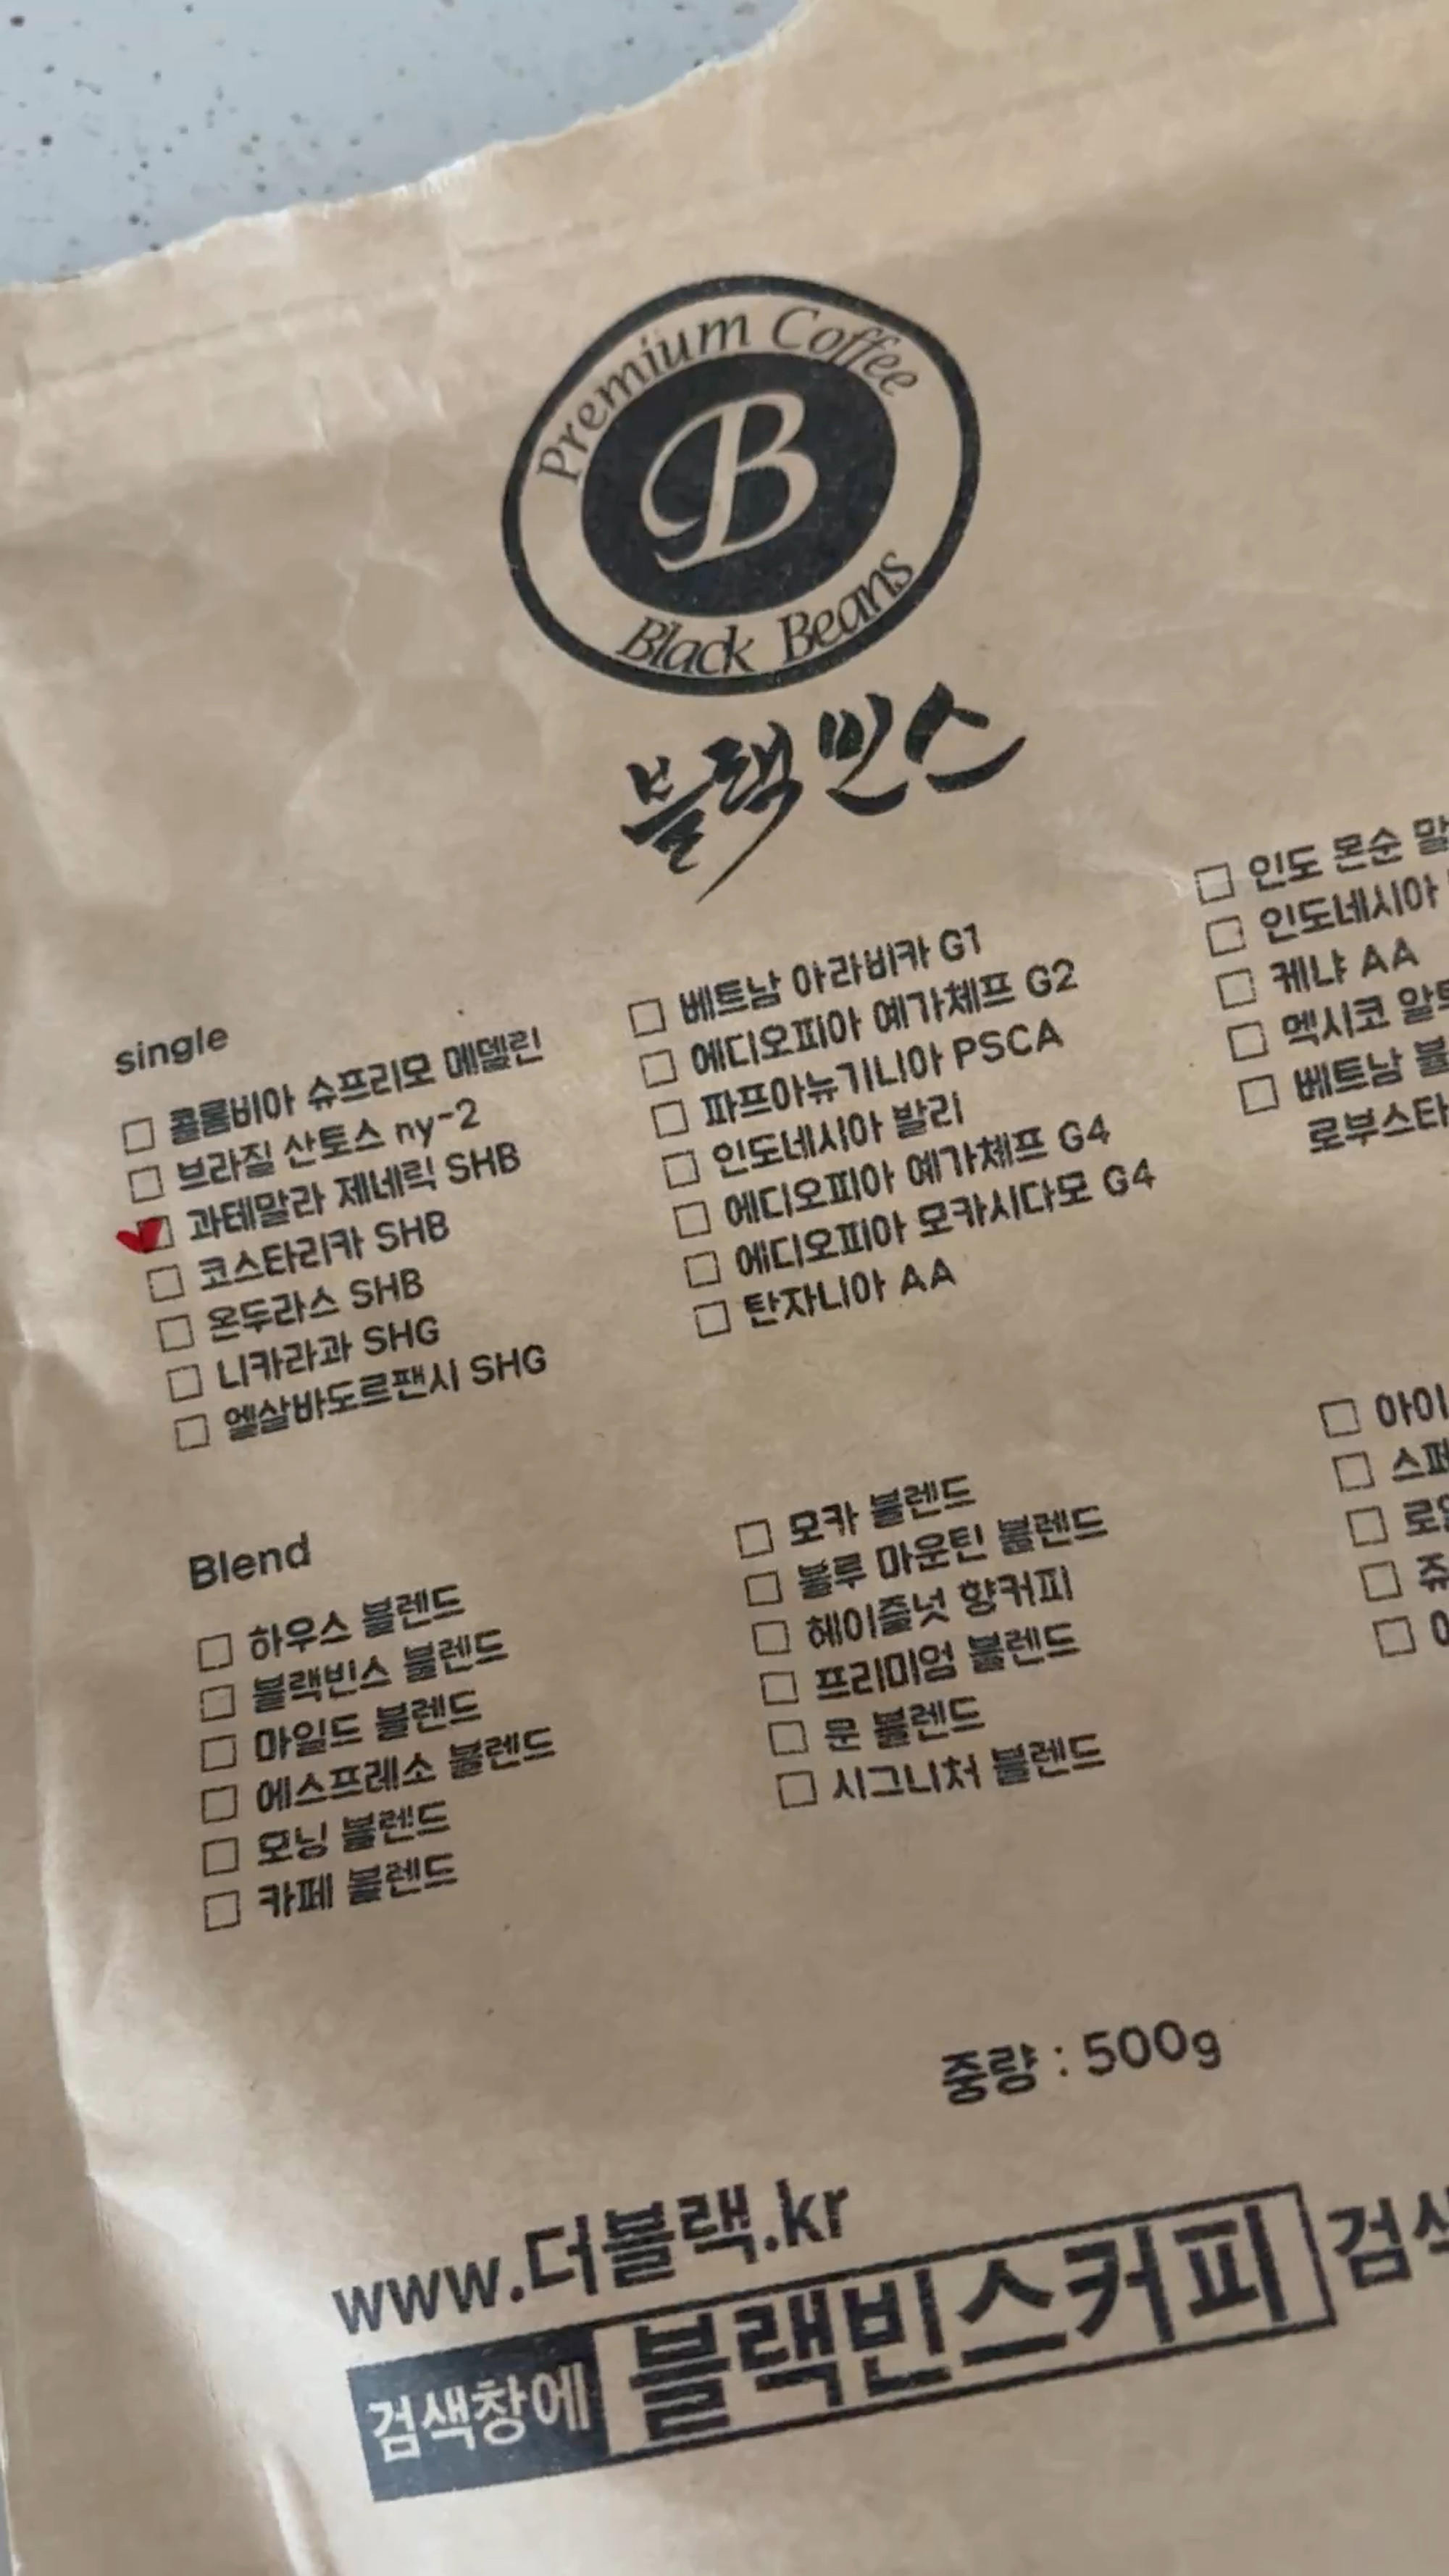 Premium Coffee
B
Black Beans
블랙빈스
single
콜롬비아 슈프리모 메델린
브라질 산토스 ny-2
과테말라 제네릭 SHB
코스타리카 SHB
온두라스 SHB
니카라과 SHG
엘살바도르팬시 SHG
베트남 아라비카 G1
에디오피아 예가체프 G2
파프아뉴기니아 PSCA
인도네시아 발리
에디오피아 예가체프 G4
에디오피아 모카시다모 G4
탄자니아 AA
인도 몬순
인도네시아
케냐 AA
멕시코
베트남
로부스타
Blend
하우스 블렌드
블랙빈스 블렌드
마일드 블렌드
에스프레소 블렌드
모닝 블렌드
카페 블렌드
모카 블렌드
블루 마운틴 블렌드
헤이즐넛 향커피
프리미엄 블렌드
문 블렌드
시그니처 블렌드
중량 : 500g
www.더블랙.kr
검색창에 블랙빈스커피